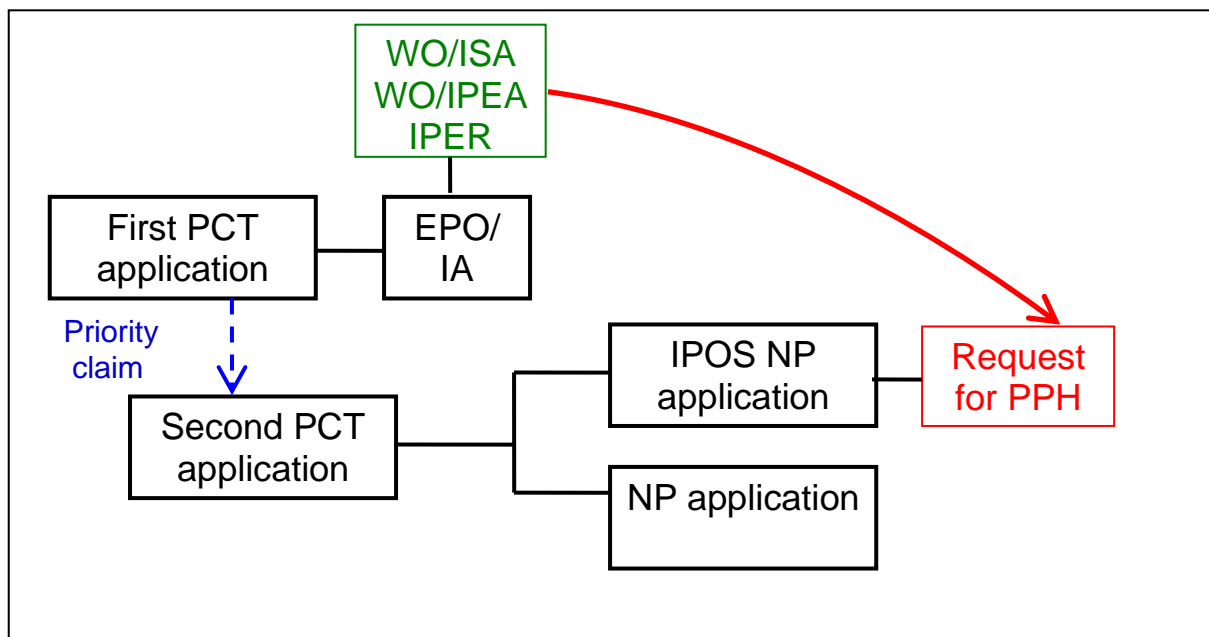 WO/ISA
WO/IPEA
IPER
First PCT
application
EPO/
IA
Priority
claim
Second PCT
application
IPOS NP
application
Request
for PPH
NP application